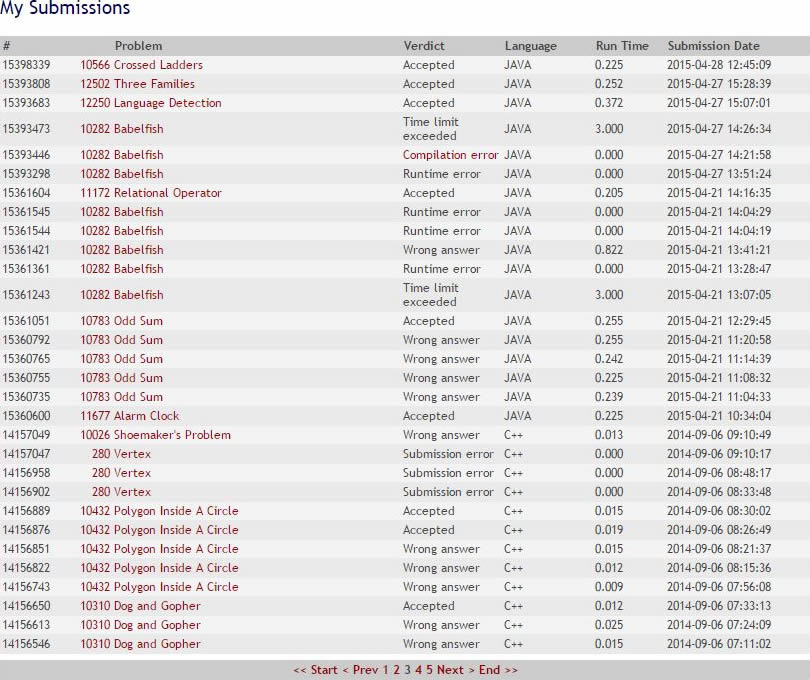 My Submissions
# Problem Verdict Language Run Time Submission Date
15398339 10566 Crossed Ladders Accepted JAVA 0.225 2015-04-28 12:45:09
15393808 12502 Three Families Accepted JAVA 0.252 2015-04-27 15:28:39
15393683 12250 Language Detection Accepted JAVA 0.372 2015-04-27 15:07:01
15393473 10282 Babelfish Time limit exceeded JAVA 3.000 2015-04-27 14:26:34
15393446 10282 Babelfish Compilation error JAVA 0.000 2015-04-27 14:21:58
15393298 10282 Babelfish Runtime error JAVA 0.000 2015-04-27 13:51:24
15361604 11172 Relational Operator Accepted JAVA 0.205 2015-04-21 14:16:35
15361545 10282 Babelfish Runtime error JAVA 0.000 2015-04-21 14:04:29
15361544 10282 Babelfish Runtime error JAVA 0.000 2015-04-21 14:04:19
15361421 10282 Babelfish Wrong answer JAVA 0.822 2015-04-21 13:41:21
15361361 10282 Babelfish Runtime error JAVA 0.000 2015-04-21 13:28:47
15361243 10282 Babelfish Time limit exceeded JAVA 3.000 2015-04-21 13:07:05
15361051 10783 Odd Sum Accepted JAVA 0.255 2015-04-21 12:29:45
15360792 10783 Odd Sum Wrong answer JAVA 0.255 2015-04-21 11:20:58
15360765 10783 Odd Sum Wrong answer JAVA 0.242 2015-04-21 11:14:39
15360755 10783 Odd Sum Wrong answer JAVA 0.225 2015-04-21 11:08:32
15360735 10783 Odd Sum Wrong answer JAVA 0.239 2015-04-21 11:04:33
15360600 11677 Alarm Clock Accepted JAVA 0.225 2015-04-21 10:34:04
14157049 10026 Shoemaker's Problem Wrong answer C++ 0.013 2014-09-06 09:10:49
14157047 280 Vertex Submission error C++ 0.000 2014-09-06 09:10:17
14156958 280 Vertex Submission error C++ 0.000 2014-09-06 08:48:17
14156902 280 Vertex Submission error C++ 0.000 2014-09-06 08:33:48
14156889 10432 Polygon Inside A Circle Accepted C++ 0.015 2014-09-06 08:30:02
14156876 10432 Polygon Inside A Circle Accepted C++ 0.019 2014-09-06 08:26:49
14156851 10432 Polygon Inside A Circle Wrong answer C++ 0.015 2014-09-06 08:21:37
14156822 10432 Polygon Inside A Circle Wrong answer C++ 0.012 2014-09-06 08:15:36
14156743 10432 Polygon Inside A Circle Wrong answer C++ 0.009 2014-09-06 07:56:08
14156650 10310 Dog and Gopher Accepted C++ 0.012 2014-09-06 07:33:13
14156613 10310 Dog and Gopher Wrong answer C++ 0.025 2014-09-06 07:24:09
14156546 10310 Dog and Gopher Wrong answer C++ 0.015 2014-09-06 07:11:02
<< Start < Prev 1 2 3 4 5 Next > End >>